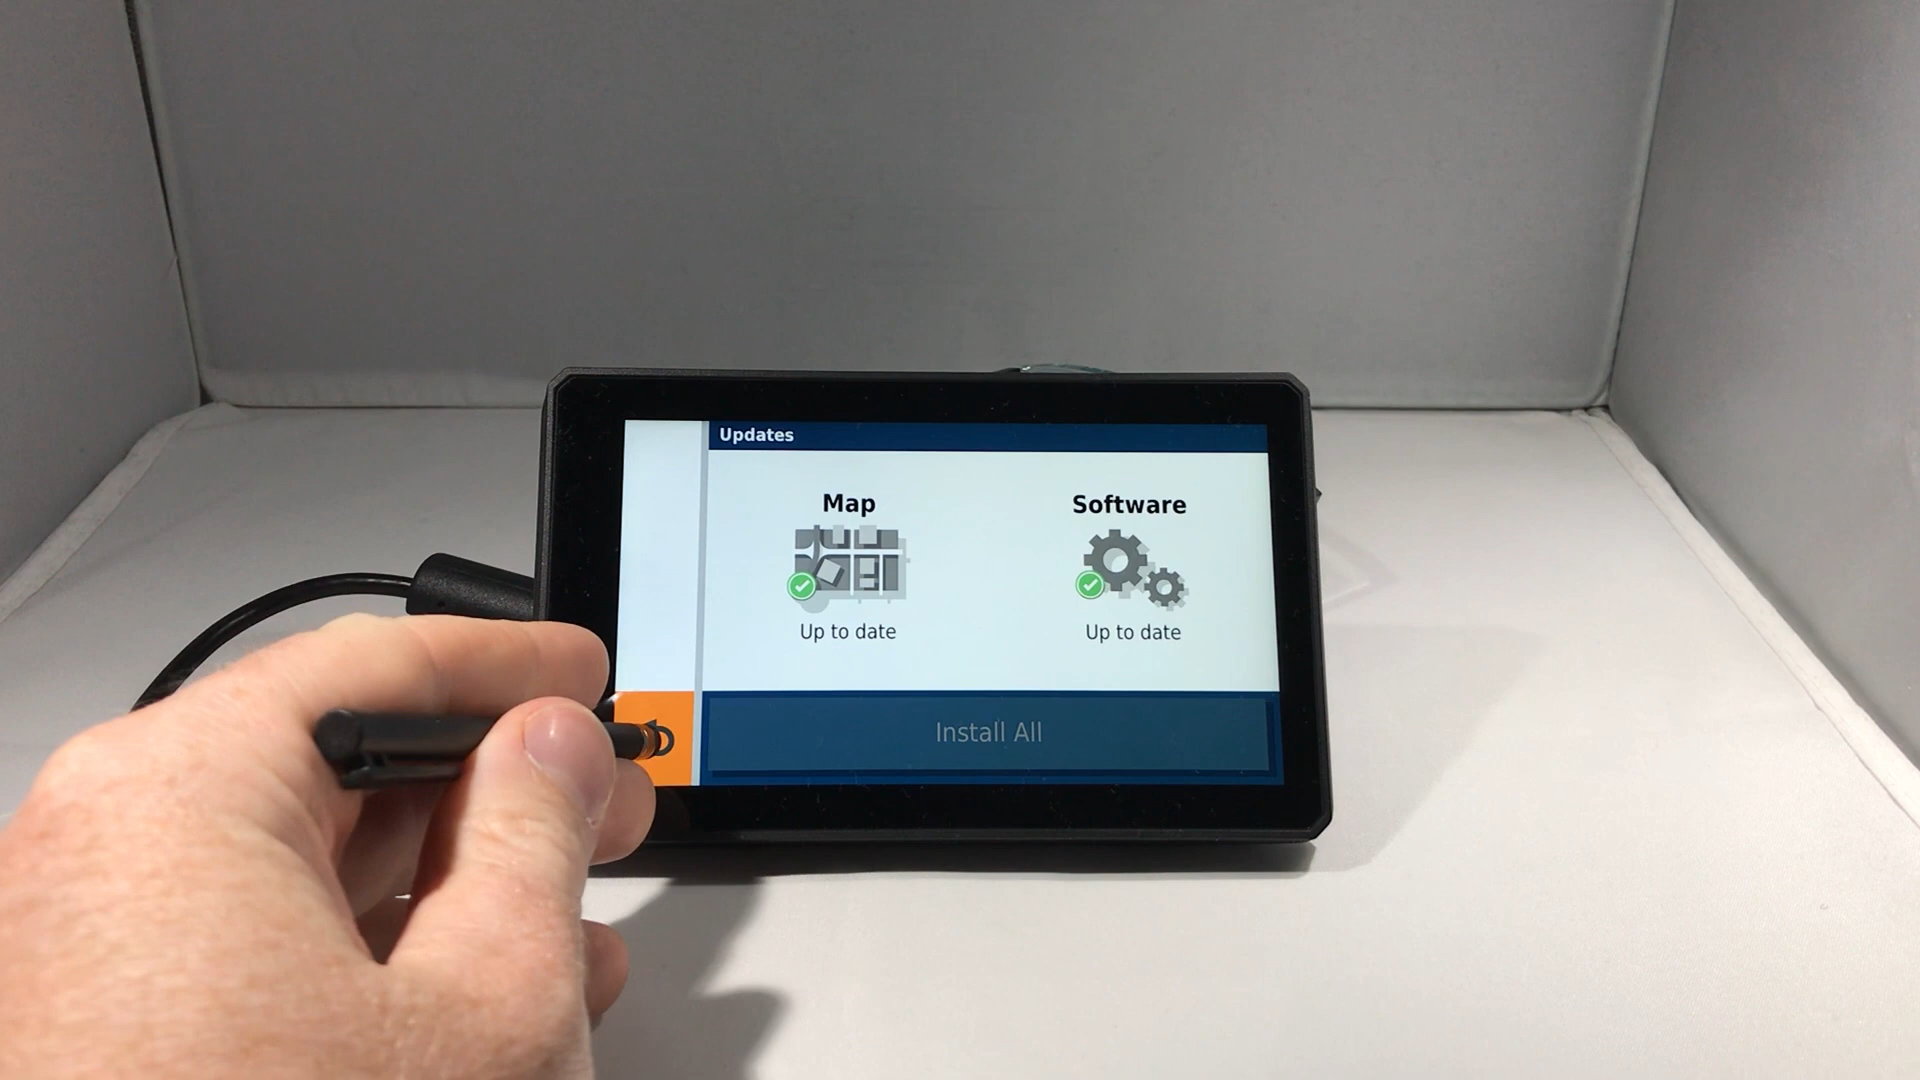 Updates
Map
Software
Up to date
Up to date
Install All